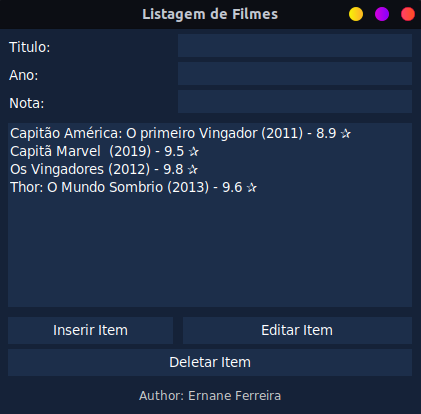 Listagem de Filmes
Titulo:
Ano:
Nota:
Capitão América: O primeiro Vingador (2011) - 8.9 ✰
Capitã Marvel  (2019) - 9.5 ✰
Os Vingadores (2012) - 9.8 ✰
Thor: O Mundo Sombrio (2013) - 9.6 ✰
Inserir Item
Editar Item
Deletar Item
Author: Ernane Ferreira